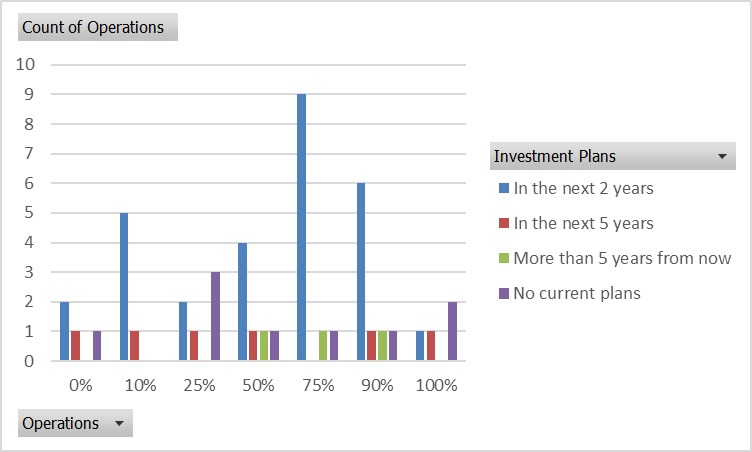 Count of Operations
10
9
8
7
6
5
4
3
2
1
0
0% 10% 25% 50% 75% 90% 100%
Operations
Investment Plans
In the next 2 years
In the next 5 years
More than 5 years from now
No current plans